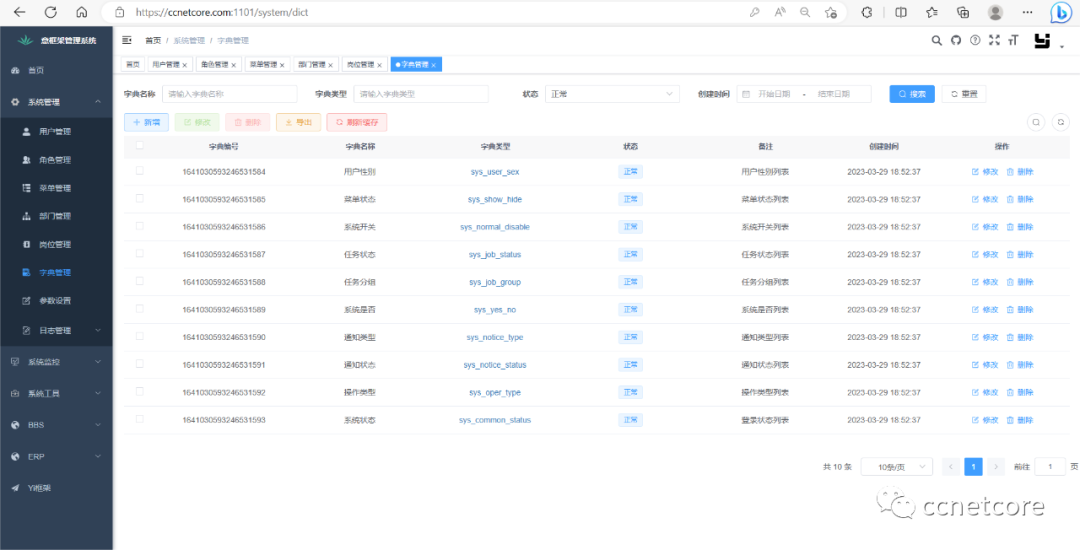 https://ccnetcore.com:1101/system/dict
意框架管理系统
首页 / 系统管理 / 字典管理
首页 用户管理 × 角色管理 × 菜单管理 × 部门管理 × 岗位管理 × 字典管理 ×
首页
系统管理
用户管理
角色管理
菜单管理
部门管理
岗位管理
字典管理
参数设置
日志管理
系统监控
系统工具
BBS
ERP
Yi框架
字典名称 请输入字典名称 字典类型 请输入字典类型 状态 正常 创建时间 开始日期 - 结束日期 搜索 重置
新增 修改 删除 导出 刷新缓存
字典编号 字典名称 字典类型 状态 备注 创建时间 操作
1641030593246531584 用户性别 sys_user_sex 正常 用户性别列表 2023-03-29 18:52:37 修改 删除
1641030593246531585 菜单状态 sys_show_hide 正常 菜单状态列表 2023-03-29 18:52:37 修改 删除
1641030593246531586 系统开关 sys_normal_disable 正常 系统开关列表 2023-03-29 18:52:37 修改 删除
1641030593246531587 任务状态 sys_job_status 正常 任务状态列表 2023-03-29 18:52:37 修改 删除
1641030593246531588 任务分组 sys_job_group 正常 任务分组列表 2023-03-29 18:52:37 修改 删除
1641030593246531589 系统是否 sys_yes_no 正常 系统是否列表 2023-03-29 18:52:37 修改 删除
1641030593246531590 通知类型 sys_notice_type 正常 通知类型列表 2023-03-29 18:52:37 修改 删除
1641030593246531591 通知状态 sys_notice_status 正常 通知状态列表 2023-03-29 18:52:37 修改 删除
1641030593246531592 操作类型 sys_oper_type 正常 操作类型列表 2023-03-29 18:52:37 修改 删除
1641030593246531593 系统状态 sys_common_status 正常 登录状态列表 2023-03-29 18:52:37 修改 删除
共 10 条 10条/页 1 前往 1 页
ccnetcore